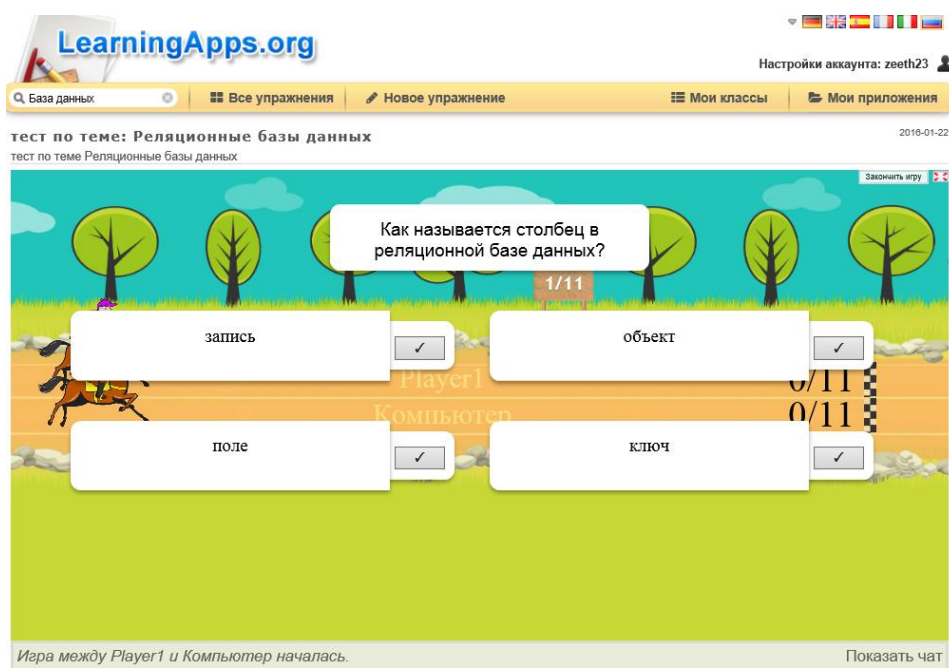 LearningApps.org
Настройки аккаунта: zeeth23
База данных
Все упражнения
Новое упражнение
Мои классы
Мои приложения
тест по теме: Реляционные базы данных
2016-01-22
тест по теме Реляционные базы данных
Закончить игру
Как называется столбец в
реляционной базе данных?
1/11
запись
✓
объект
✓
Player1
0/11
Компьютер
0/11
поле
✓
ключ
✓
Игра между Player1 и Компьютер началась.
Показать чат